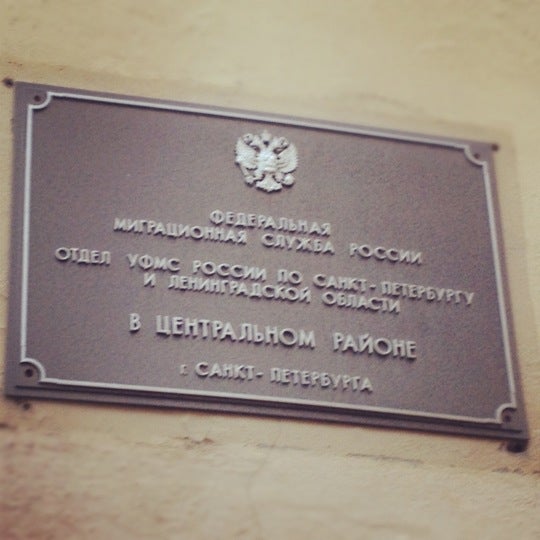 ФЕДЕРАЛЬНАЯ
МИГРАЦИОННАЯ СЛУЖБА РОССИИ
ОТДЕЛ УФМС РОССИИ ПО САНКТ-ПЕТЕРБУРГУ
И ЛЕНИНГРАДСКОЙ ОБЛАСТИ
В ЦЕНТРАЛЬНОМ РАЙОНЕ
г. САНКТ-ПЕТЕРБУРГА